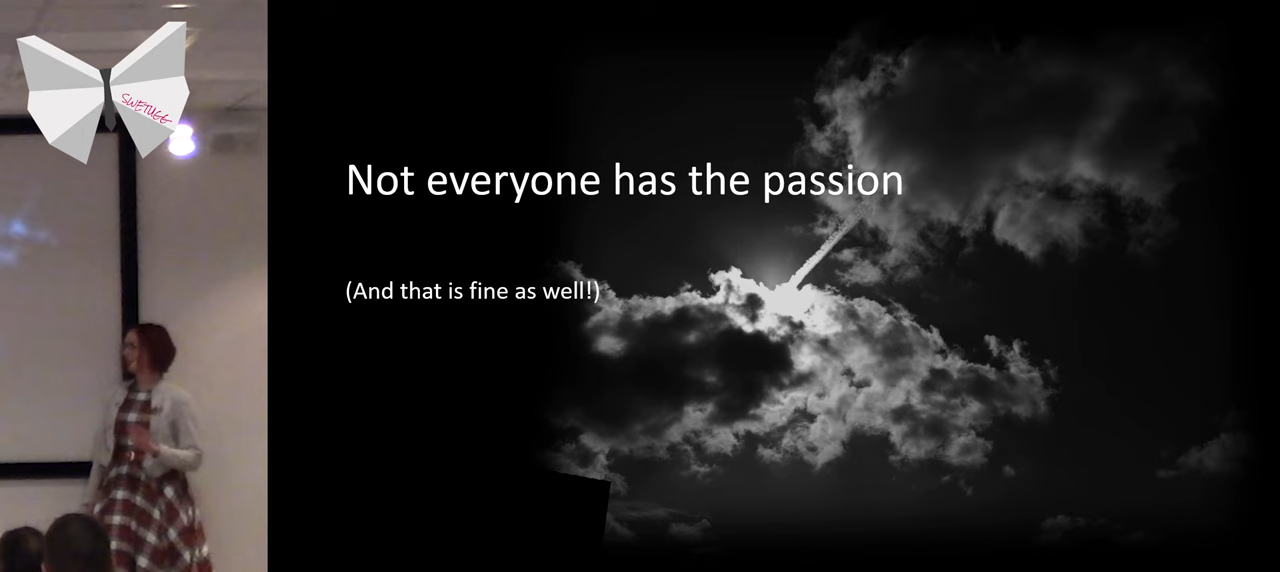 SWETUGG
Not everyone has the passion
(And that is fine as well!)